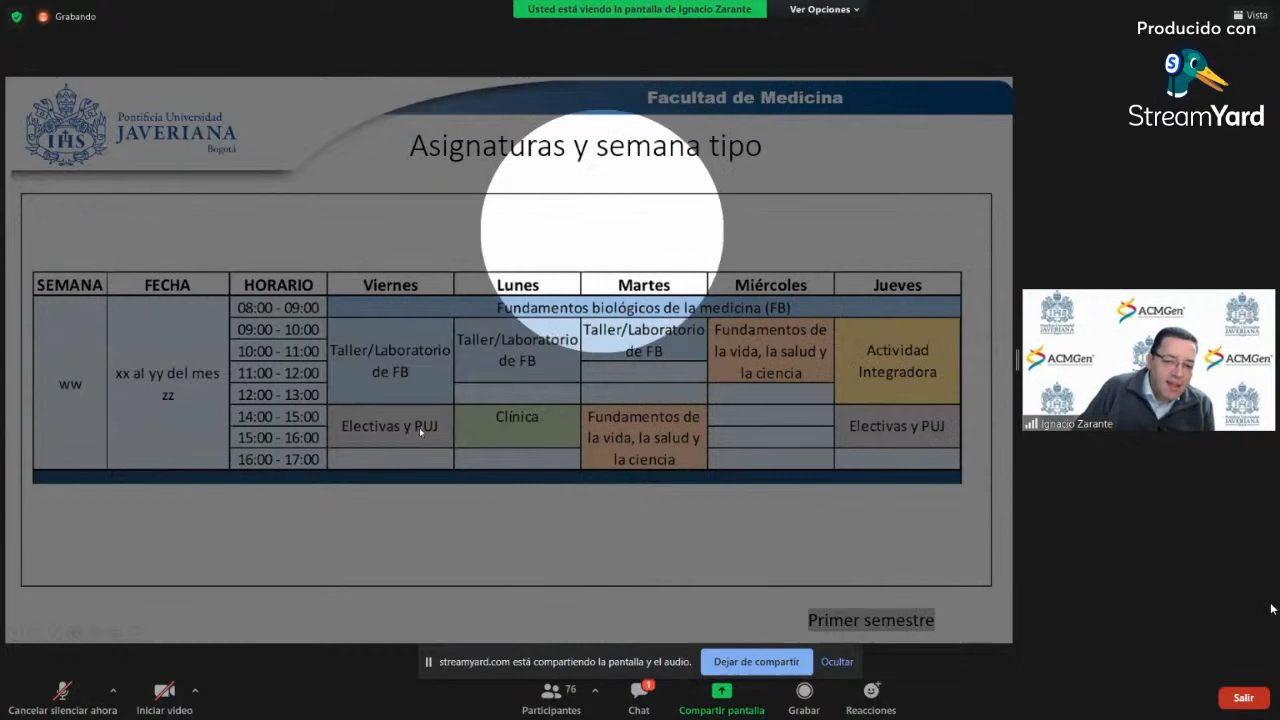 Grabando
Usted está viendo la pantalla de Ignacio Zarante
Ver Opciones
Vista
Producido con
StreamYard
Pontificia Universidad
JAVERIANA
Bogotá
IHS
Facultad de Medicina
Asignaturas y semana tipo
SEMANA FECHA HORARIO Viernes Lunes Martes Miércoles Jueves
08:00 - 09:00 Fundamentos biológicos de la medicina (FB)
09:00 - 10:00
10:00 - 11:00
11:00 - 12:00
12:00 - 13:00
14:00 - 15:00
15:00 - 16:00
16:00 - 17:00
ww
xx al yy del mes
zz
Taller/Laboratorio
de FB
Taller/Laboratorio
de FB
Taller/Laboratorio
de FB
Fundamentos de
la vida, la salud y
la ciencia
Actividad
Integradora
Electivas y PUJ
Clínica
Fundamentos de
la vida, la salud y
la ciencia
Electivas y PUJ
Primer semestre
ACMGen
ACMGen
ACMGen
Ignacio Zarante
streamyard.com está compartiendo la pantalla y el audio.
Dejar de compartir
Ocultar
Cancelar silenciar ahora
Iniciar video
76
Participantes
1
Chat
Compartir pantalla
Grabar
Reacciones
Salir